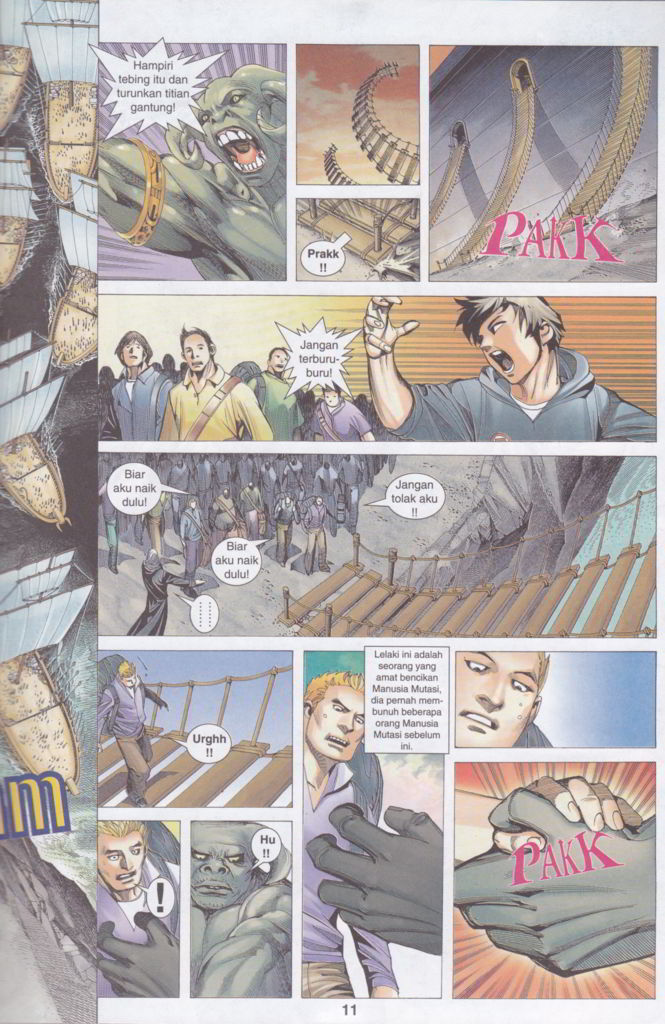 Hampiri
tebing itu dan
turunkan titian
gantung!
Prakk
!!
PAKK
Jangan
terburu-
buru!
Biar
aku naik
dulu!
Jangan
tolak aku
!!
Biar
aku naik
dulu!
......
Urghh
!!
Lelaki ini adalah
seorang yang
amat bencikan
Manusia Mutasi,
dia pernah mem-
bunuh beberapa
orang Manusia
Mutasi sebelum
ini.
!
Hu
!!
PAKK
m
11